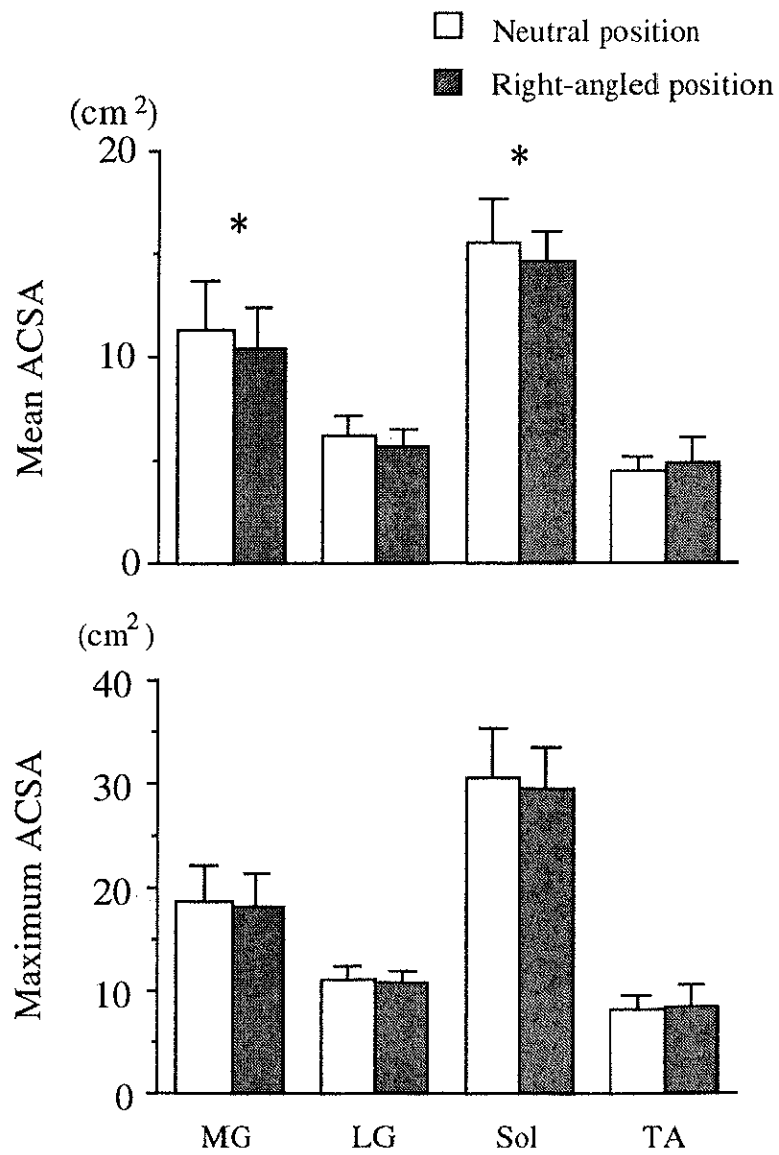 Neutral position
Right-angled position
(cm²)
Mean ACSA
20
10
0
*
*
(cm²)
Maximum ACSA
40
30
20
10
0
MG LG Sol TA